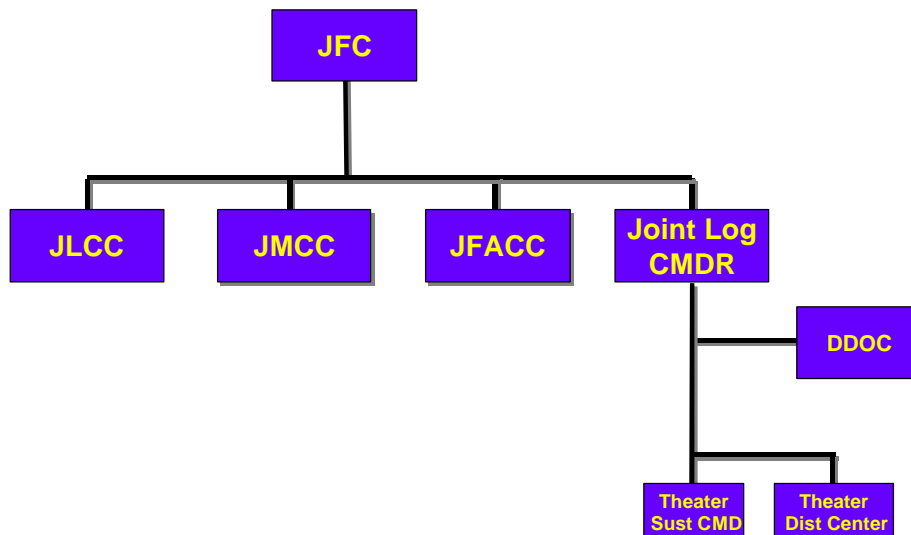 JFC
JLCC
JMCC
JFACC
Joint Log
CMDR
DDOC
Theater
Sust CMD
Theater
Dist Center